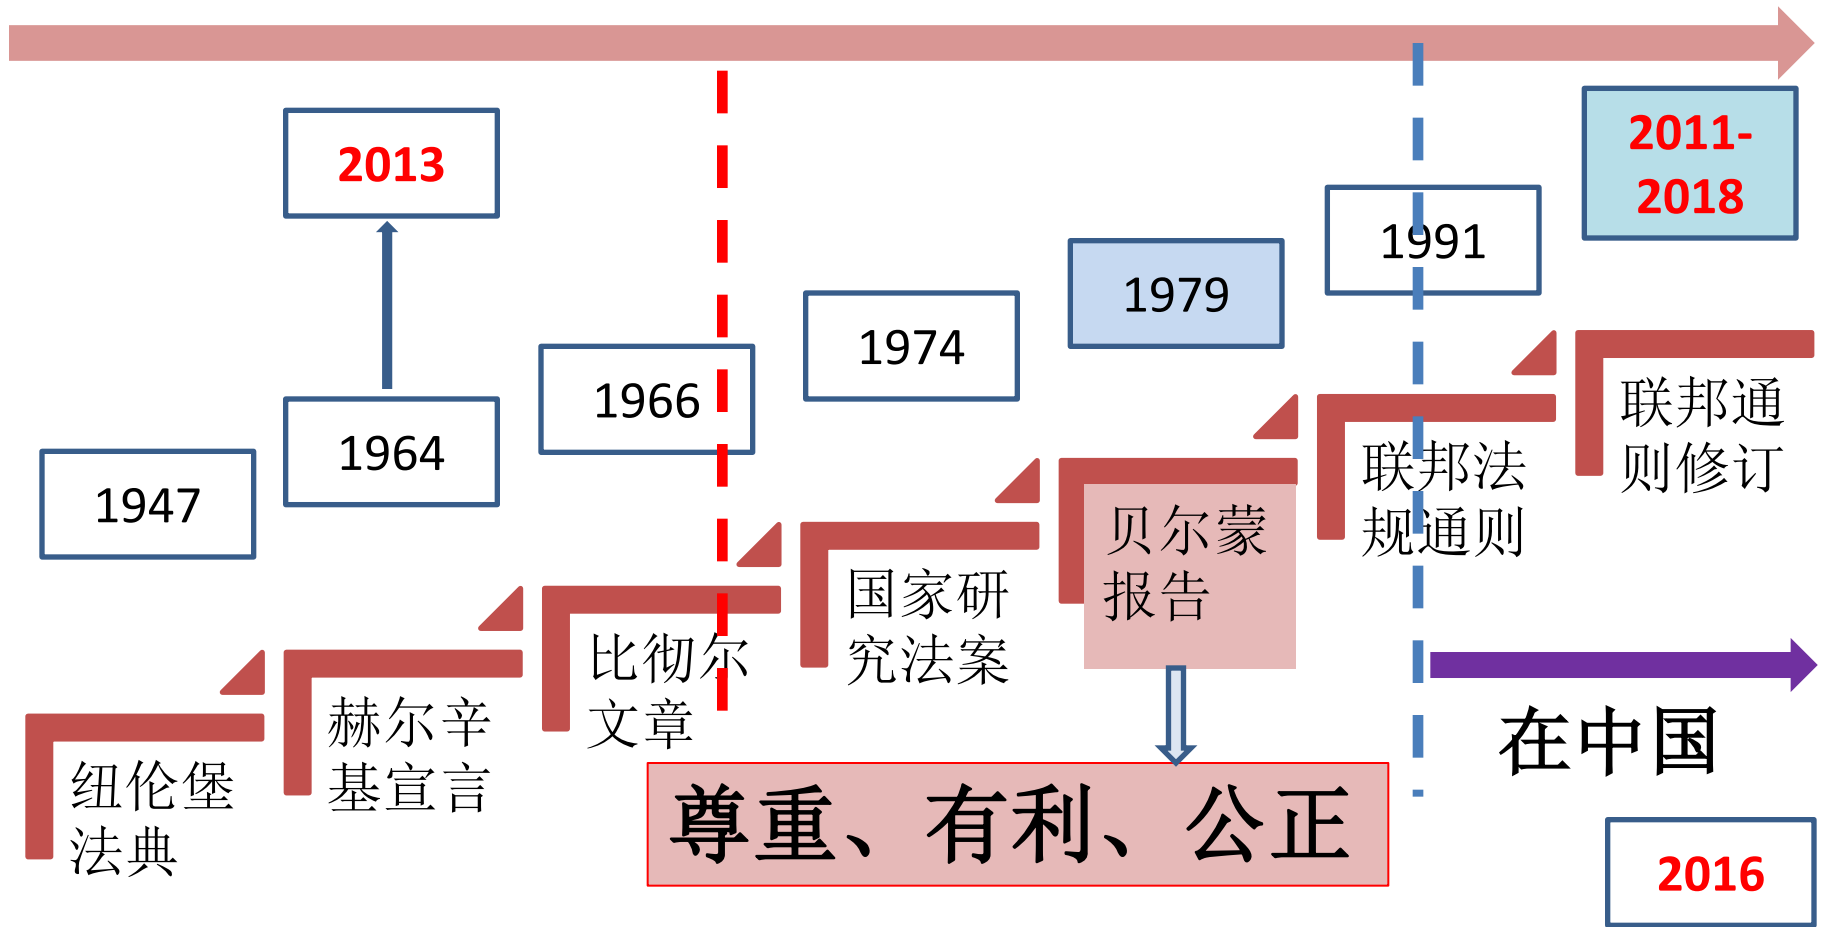 2013
2011-
2018
1991
1979
1974
1966
1964
1947
联邦通
则修订
联邦法
规通则
贝尔蒙
报告
国家研
究法案
比彻尔
文章
赫尔辛
基宣言
纽伦堡
法典
在中国
尊重、有利、公正
2016